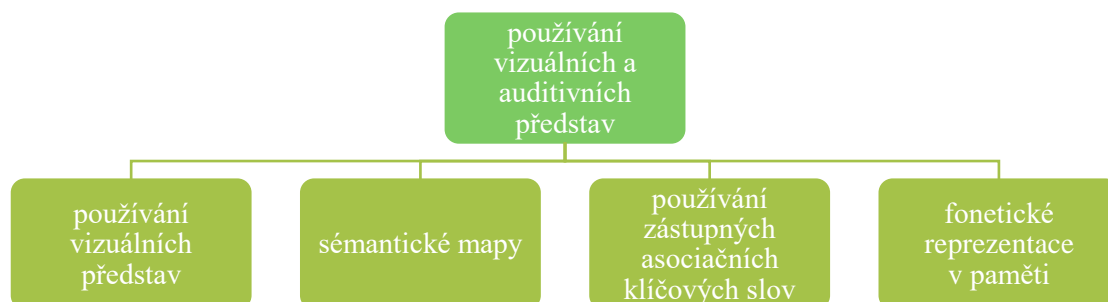 používání
vizuálních a
auditivních
představ
používání
vizuálních
představ
sémantické mapy
používání
zástupných
asociačních
klíčových slov
fonetické
reprezentace
v paměti